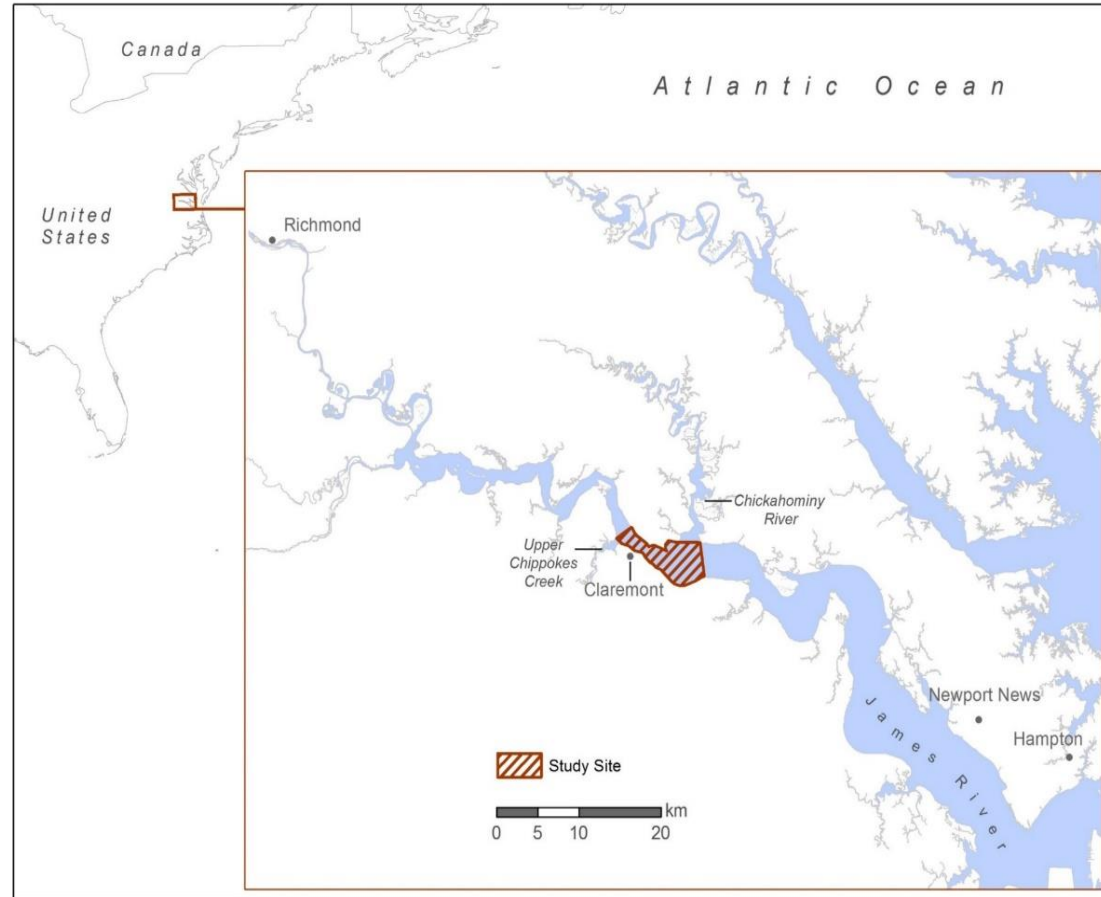 Canada
Atlantic Ocean
United
States
Richmond
Chickahominy
River
Upper
Chippokes
Creek
Claremont
Newport News
Hampton
James River
Study Site
km
0 5 10 20